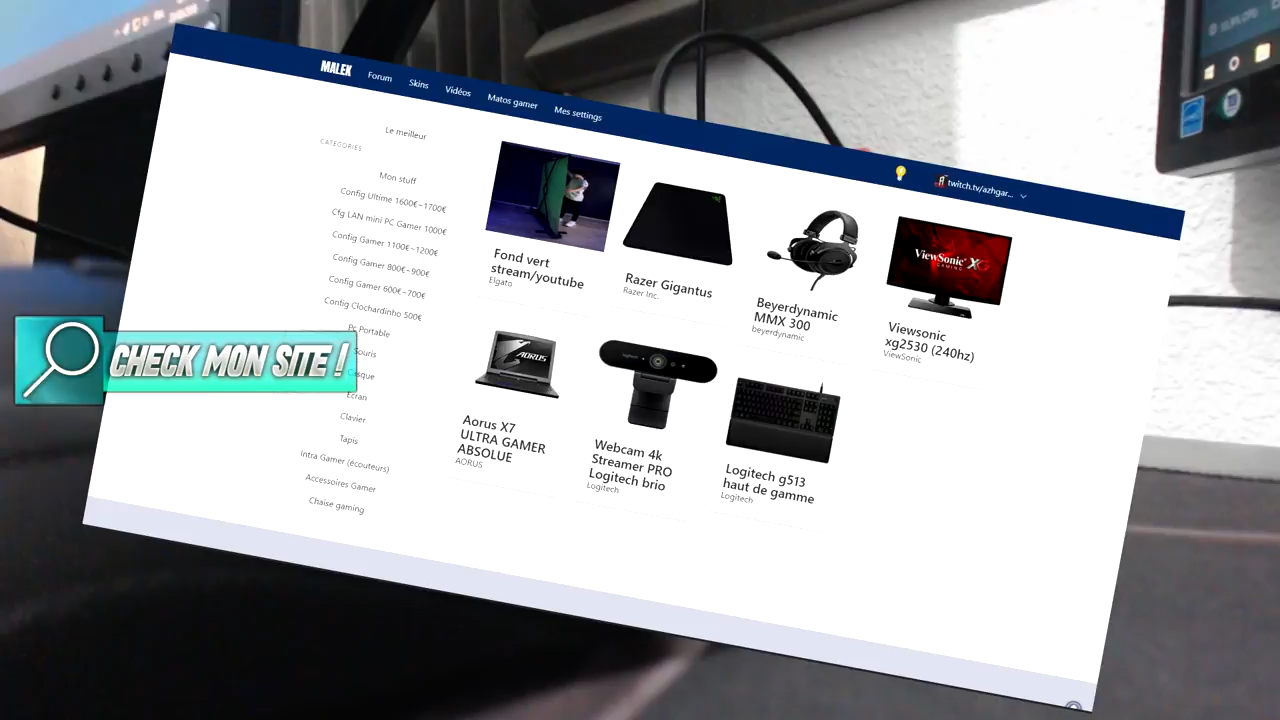 MALEK
Forum
Skins
Vidéos
Matos gamer
Mes settings
twitch.tv/azhgar...
Le meilleur
CATEGORIES
Mon stuff
Config Ultime 1600€~1700€
Cfg LAN mini PC Gamer 1000€
Config Gamer 1100€~1200€
Config Gamer 800€~900€
Config Gamer 600€~700€
Config Clochardinho 500€
Pc Portable
Souris
Casque
Ecran
Clavier
Tapis
Intra Gamer (écouteurs)
Accessoires Gamer
Chaise gaming
CHECK MON SITE !
Fond vert
stream/youtube
Elgato
Razer Gigantus
Razer Inc.
Beyerdynamic
MMX 300
beyerdynamic
VIEWSONIC XG
GAMING
Viewsonic
xg2530 (240hz)
ViewSonic
AORUS
Aorus X7
ULTRA GAMER
ABSOLUE
AORUS
logitech
Webcam 4k
Streamer PRO
Logitech brio
Logitech
Logitech g513
haut de gamme
Logitech